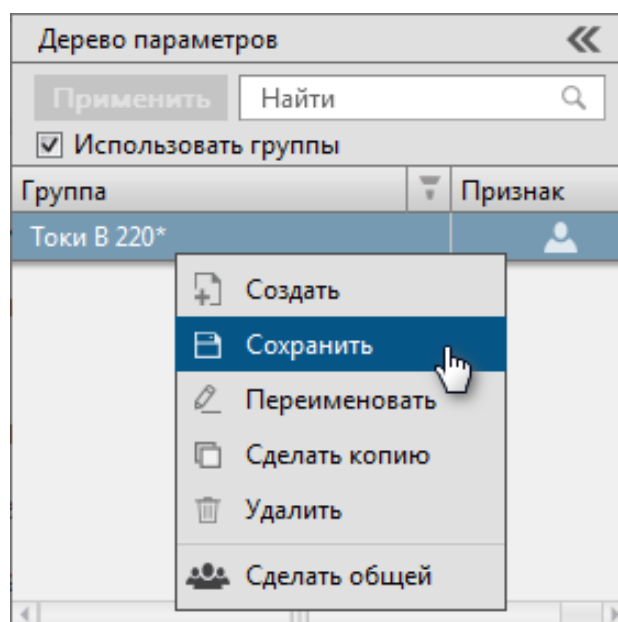 Дерево параметров
Применить Найти
Использовать группы
Группа Признак
Токи В 220*
Создать
Сохранить
Переименовать
Сделать копию
Удалить
Сделать общей